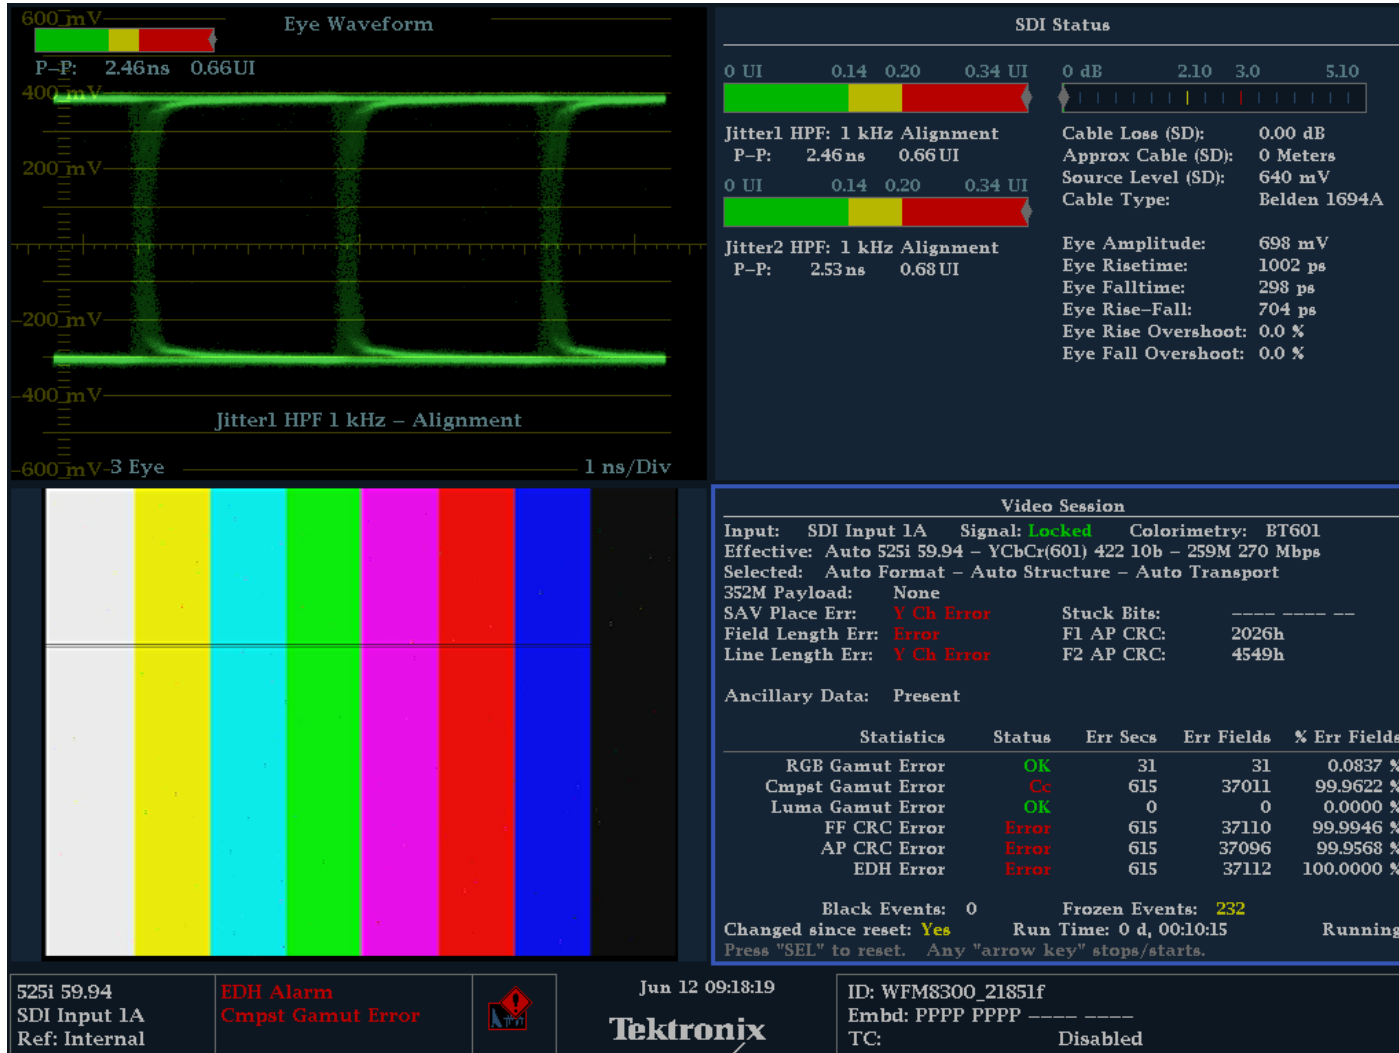 600 mV
Eye Waveform
P-P: 2.46ns 0.66UI
400 mV
200 mV
-200 mV
-400 mV
Jitter1 HPF 1 kHz - Alignment
-600 mV
3 Eye
1 ns/Div
SDI Status
0 UI 0.14 0.20 0.34 UI
Jitter1 HPF: 1 kHz Alignment
P-P: 2.46ns 0.66UI
0 UI 0.14 0.20 0.34 UI
Jitter2 HPF: 1 kHz Alignment
P-P: 2.53ns 0.68UI
0 dB 2.10 3.0 5.10
Cable Loss (SD): 0.00 dB
Approx Cable (SD): 0 Meters
Source Level (SD): 640 mV
Cable Type: Belden 1694A
Eye Amplitude: 698 mV
Eye Risetime: 1002 ps
Eye Falltime: 298 ps
Eye Rise-Fall: 704 ps
Eye Rise Overshoot: 0.0 %
Eye Fall Overshoot: 0.0 %
Video Session
Input: SDI Input 1A Signal: Locked Colorimetry: BT601
Effective: Auto 525i 59.94 - YCbCr(601) 422 10b - 259M 270 Mbps
Selected: Auto Format - Auto Structure - Auto Transport
352M Payload: None
SAV Place Err: Y Ch Error Stuck Bits: ---- ---- --
Field Length Err: Error F1 AP CRC: 2026h
Line Length Err: Y Ch Error F2 AP CRC: 4549h
Ancillary Data: Present
Statistics Status Err Secs Err Fields % Err Fields
RGB Gamut Error OK 31 31 0.0837 %
Cmpst Gamut Error Cc 615 37011 99.9622 %
Luma Gamut Error OK 0 0 0.0000 %
FF CRC Error Error 615 37110 99.9946 %
AP CRC Error Error 615 37096 99.9568 %
EDH Error Error 615 37112 100.0000 %
Black Events: 0 Frozen Events: 232
Changed since reset: Yes Run Time: 0 d, 00:10:15 Running
Press "SEL" to reset. Any "arrow key" stops/starts.
525i 59.94
SDI Input 1A
Ref: Internal
EDH Alarm
Cmpst Gamut Error
Jun 12 09:18:19
Tektronix
ID: WFM8300_21851f
Embd: PPPP PPPP ---- ----
TC: Disabled